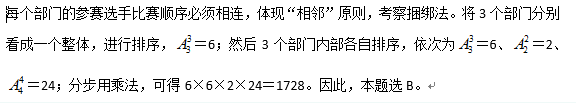 每个部门的参赛选手比赛顺序必须相连，体现“相邻”原则，考察捆绑法。将 3 个部门分别
看成一个整体，进行排序，A₃³＝6；然后 3 个部门内部各自排序，依次为A₃³＝6、A₂²＝2、
A₄⁴＝24；分步用乘法，可得 6×6×2×24＝1728。因此，本题选 B。↵